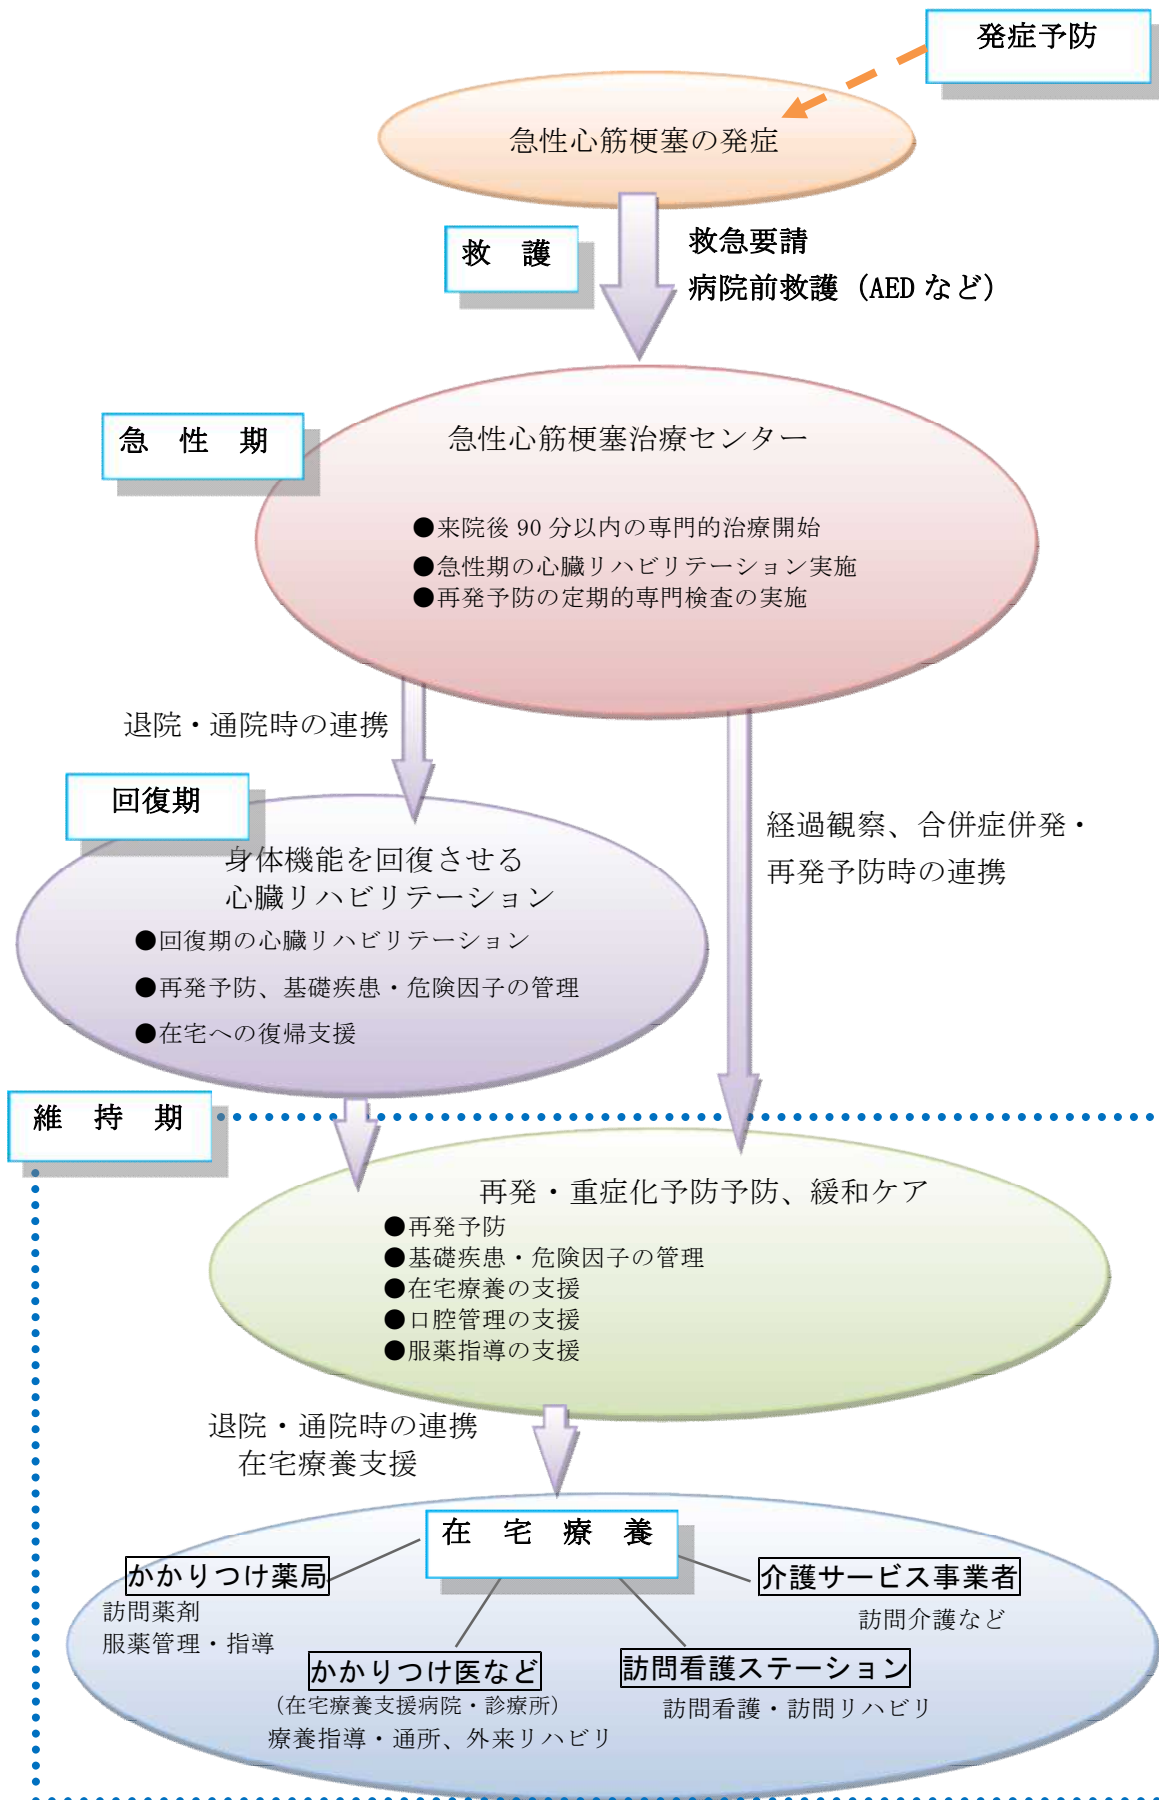 発症予防
急性心筋梗塞の発症
救　護
救急要請
病院前救護（AED など）
急　性　期
急性心筋梗塞治療センター
●来院後 90 分以内の専門的治療開始
●急性期の心臓リハビリテーション実施
●再発予防の定期的専門検査の実施
退院・通院時の連携
回復期
身体機能を回復させる
心臓リハビリテーション
●回復期の心臓リハビリテーション
●再発予防、基礎疾患・危険因子の管理
●在宅への復帰支援
経過観察、合併症併発・
再発予防時の連携
維　持　期
再発・重症化予防予防、緩和ケア
●再発予防
●基礎疾患・危険因子の管理
●在宅療養の支援
●口腔管理の支援
●服薬指導の支援
退院・通院時の連携
在宅療養支援
在　宅　療　養
かかりつけ薬局
訪問薬剤
服薬管理・指導
介護サービス事業者
訪問介護など
かかりつけ医など
（在宅療養支援病院・診療所）
療養指導・通所、外来リハビリ
訪問看護ステーション
訪問看護・訪問リハビリ